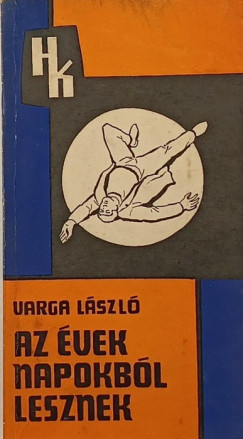 HK
VARGA LÁSZLÓ
AZ ÉVEK
NAPOKBÓL
LESZNEK